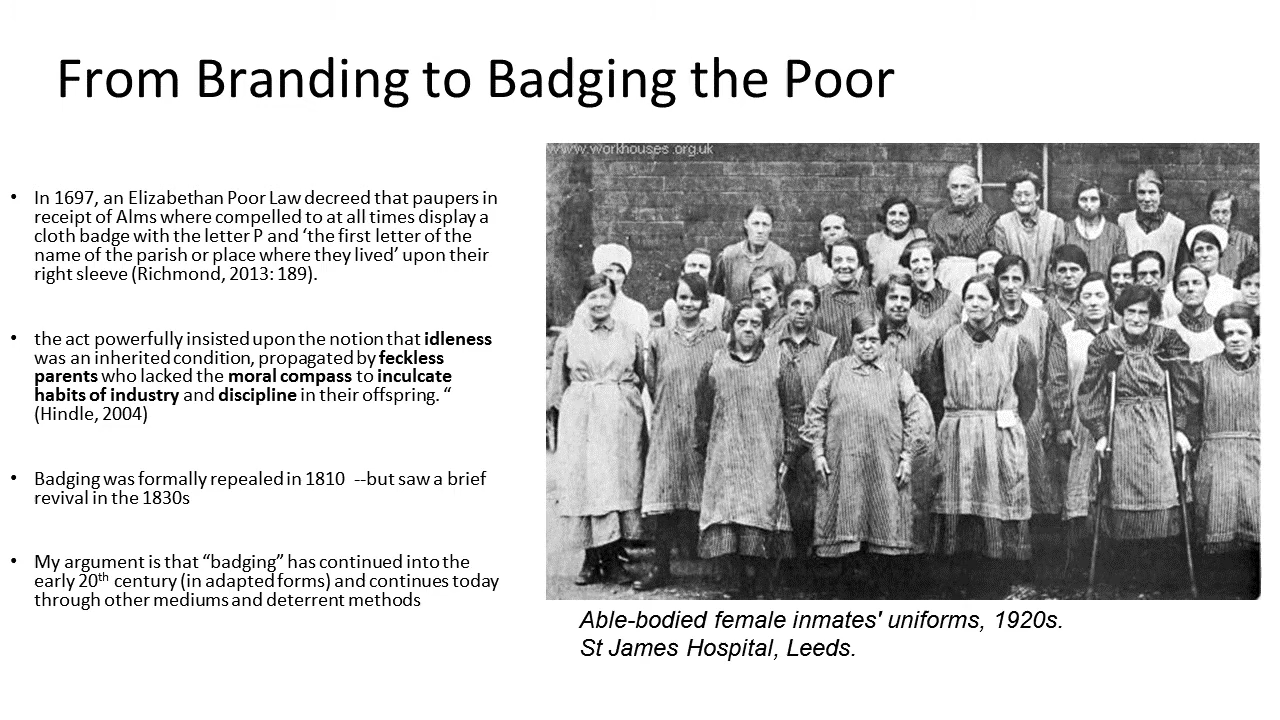 From Branding to Badging the Poor
www.workhouses.org.uk
• In 1697, an Elizabethan Poor Law decreed that paupers in
receipt of Alms where compelled to at all times display a
cloth badge with the letter P and ‘the first letter of the
name of the parish or place where they lived’ upon their
right sleeve (Richmond, 2013: 189).
• the act powerfully insisted upon the notion that idleness
was an inherited condition, propagated by feckless
parents who lacked the moral compass to inculcate
habits of industry and discipline in their offspring. “
(Hindle, 2004)
• Badging was formally repealed in 1810 --but saw a brief
revival in the 1830s
• My argument is that “badging” has continued into the
early 20th century (in adapted forms) and continues today
through other mediums and deterrent methods
Able-bodied female inmates' uniforms, 1920s.
St James Hospital, Leeds.